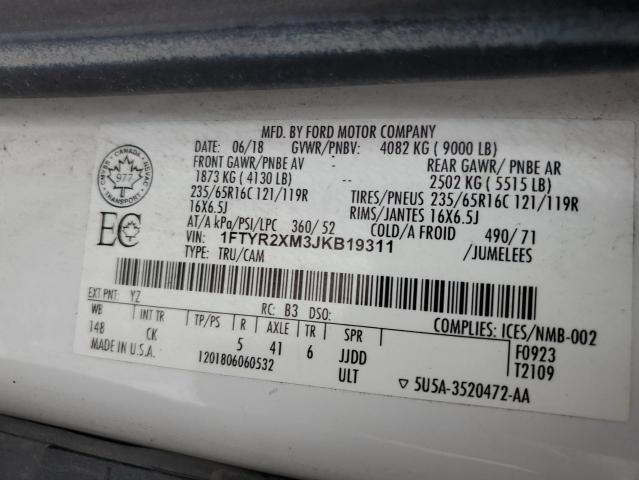 MFD. BY FORD MOTOR COMPANY
DATE: 06/18 GVWR/PNBV: 4082 KG ( 9000 LB)
FRONT GAWR/PNBE AV REAR GAWR/ PNBE AR
1873 KG ( 4130 LB) -- 2502 KG ( 5515 LB)
235/65R16C 121/119R TIRES/PNEUS 235/65R16C 121/119R
16X6.5J RIMS/JANTES 16X6.5J
AT/A kPa/PSI/LPC 360/ 52 COLD/A FROID 490/ 71
VIN: 1FTYR2XM3JKB19311 /JUMELEES
TYPE: TRU/CAM
CANADA
977
TRANSPORT
EC
EXT PNT: YZ RC: B3 DSO: COMPLIES: ICES/NMB-002
WB INT TR TP/PS R AXLE TR SPR F0923
148 CK 5 41 6 JJDD T2109
MADE IN U.S.A. 1201806060532 ULT 5U5A-3520472-AA